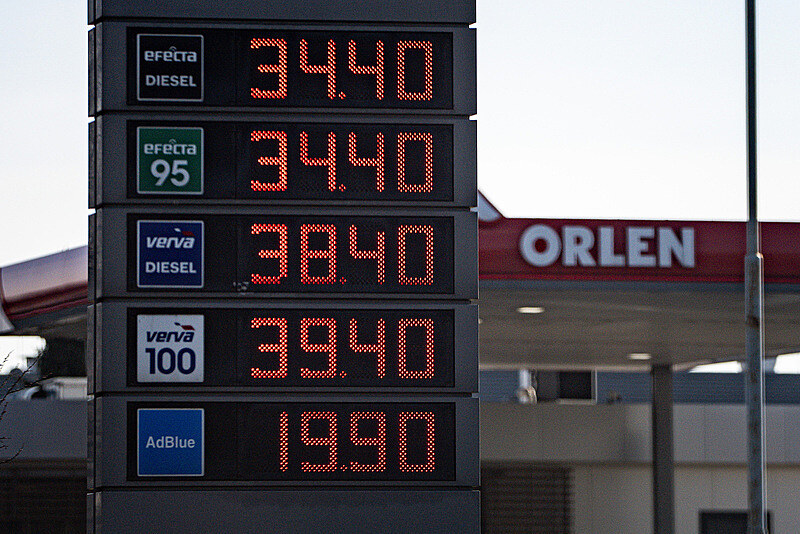 efecta
DIESEL
34.40
efecta
95
34.40
verva
DIESEL
38.40
verva
100
39.40
AdBlue
19.90
ORLEN